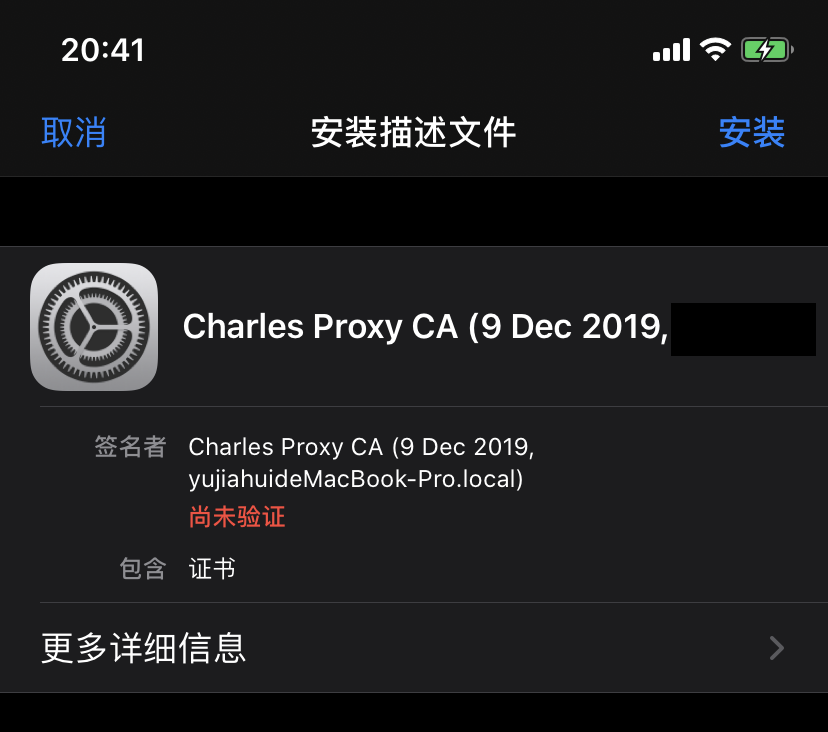 20:41
取消 安装描述文件 安装
Charles Proxy CA (9 Dec 2019,
签名者 Charles Proxy CA (9 Dec 2019,
yujiahuideMacBook-Pro.local)
尚未验证
包含 证书
更多详细信息